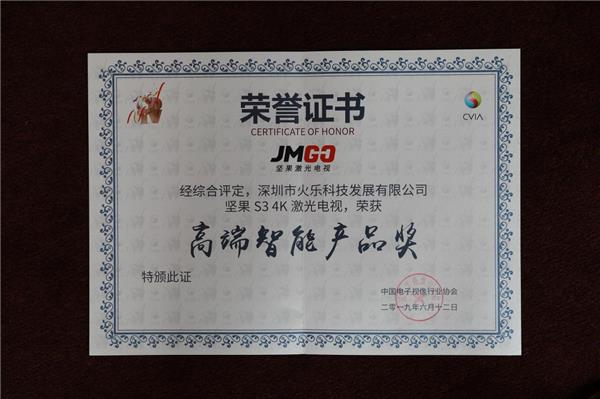 荣誉证书
CERTIFICATE OF HONOR
CVIA
JMGO
坚果激光电视
经综合评定，深圳市火乐科技发展有限公司
坚果 S3 4K 激光电视，荣获
高端智能产品奖
特颁此证
中国电子视像行业协会
二零一九年六月十二日